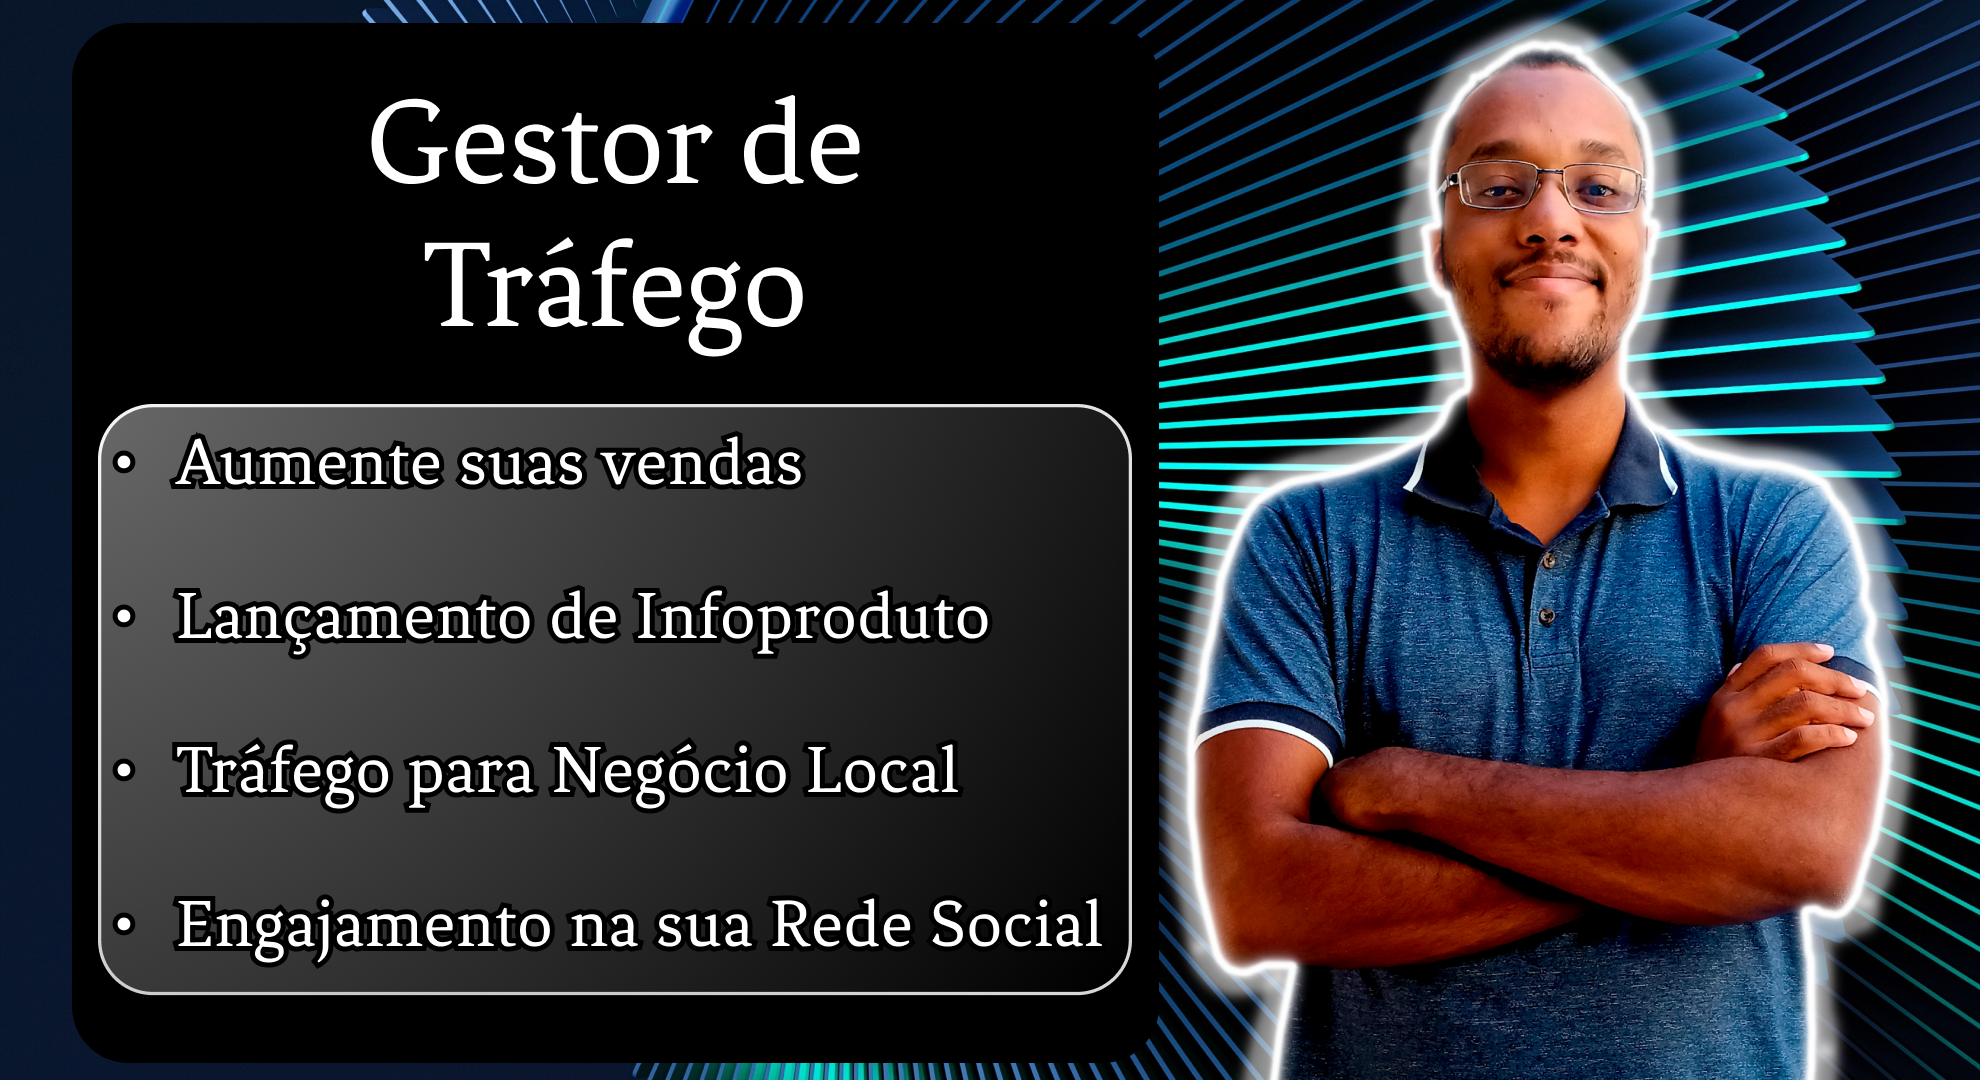 Gestor de
Tráfego
• Aumente suas vendas
• Lançamento de Infoproduto
• Tráfego para Negócio Local
• Engajamento na sua Rede Social